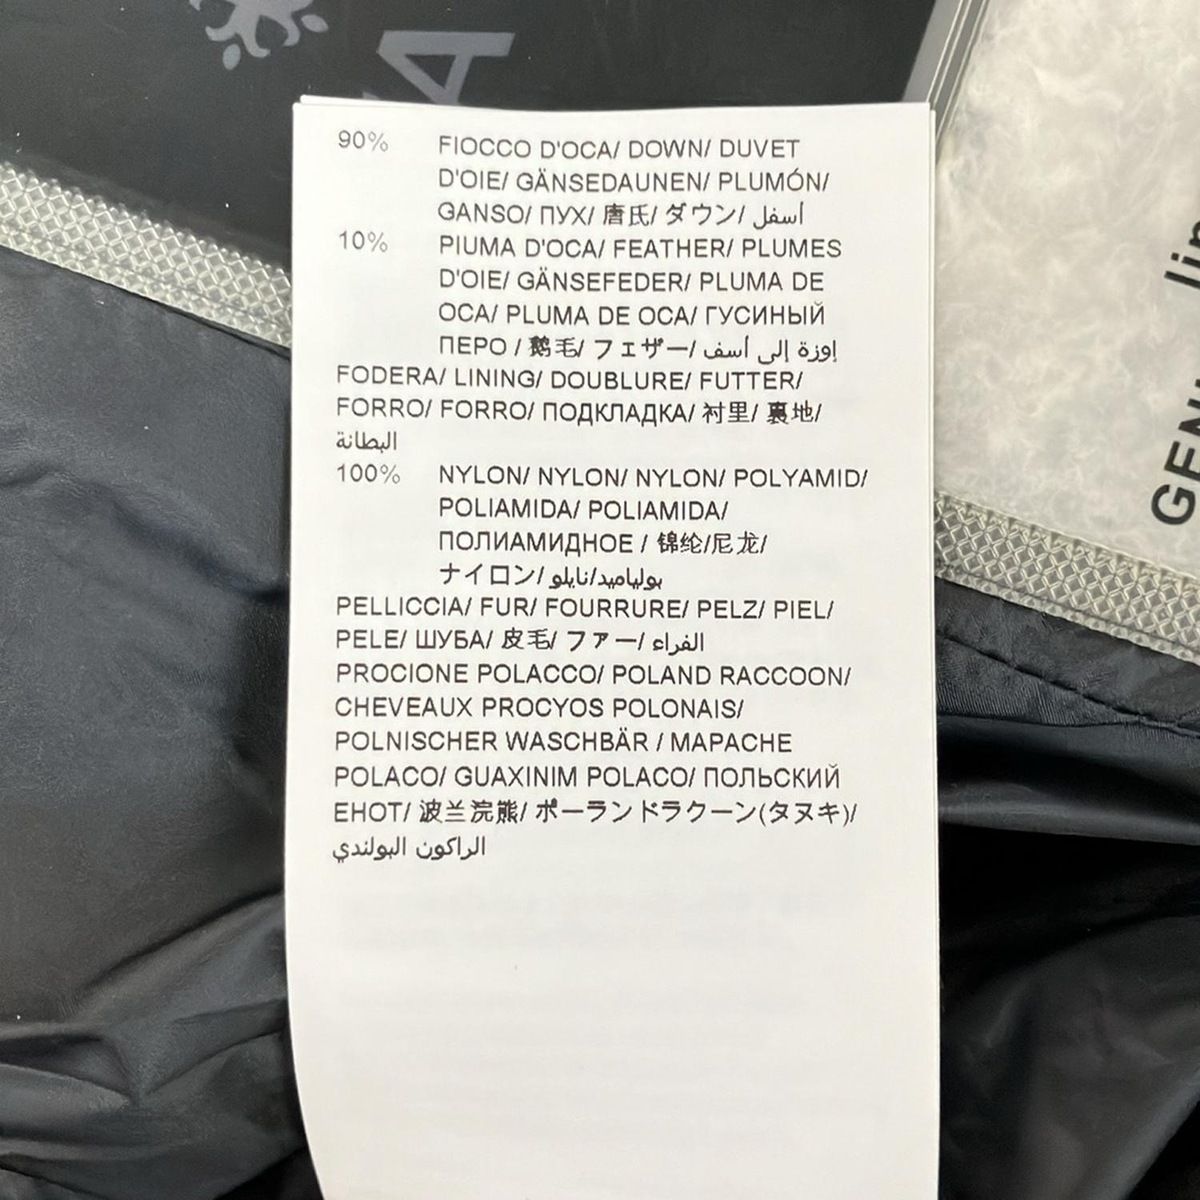 90% FIOCCO D'OCA/ DOWN/ DUVET
D'OIE/ GÄNSEDAUNEN/ PLUMÓN/
GANSO/ ПУХ/ 唐氏/ ダウン/ أسفل
10% PIUMA D'OCA/ FEATHER/ PLUMES
D'OIE/ GÄNSEFEDER/ PLUMA DE
OCA/ PLUMA DE OCA/ ГУСИНЫЙ
ПЕРО / 鹅毛/ フェザー/ إوزة إلى أسف
FODERA/ LINING/ DOUBLURE/ FUTTER/
FORRO/ FORRO/ ПОДКЛАДКА/ 衬里/ 裏地/
البطانة
100% NYLON/ NYLON/ NYLON/ POLYAMID/
POLIAMIDA/ POLIAMIDA/
ПОЛИАМИДНОЕ / 锦纶/尼龙/
ナイロン/ بولياميد/نايلو
PELLICCIA/ FUR/ FOURRURE/ PELZ/ PIEL/
PELE/ ШУБА/ 皮毛/ ファー/ الفراء
PROCIONE POLACCO/ POLAND RACCOON/
CHEVEAUX PROCYOS POLONAIS/
POLNISCHER WASCHBÄR / MAPACHE
POLACO/ GUAXINIM POLACO/ ПОЛЬСКИЙ
ЕНОТ/ 波兰浣熊/ ポーランドラクーン(タヌキ)/
الراكون البولندي